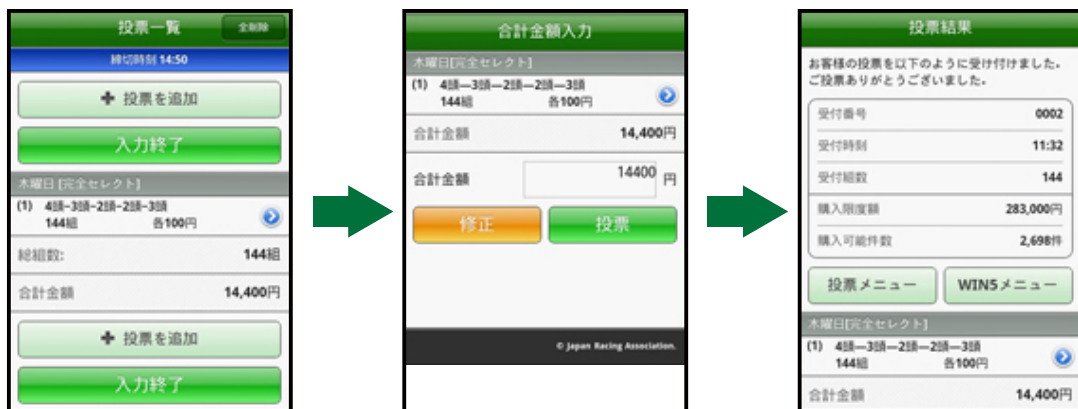 投票一覧
全削除
締切時刻 14:50
+ 投票を追加
入力終了
木曜日 [完全セレクト]
(1) 4頭-3頭-2頭-2頭-3頭
144組 各100円
総組数: 144組
合計金額 14,400円
+ 投票を追加
入力終了
合計金額入力
木曜日[完全セレクト]
(1) 4頭―3頭―2頭―2頭―3頭
144組 各100円
合計金額 14,400円
合計金額 14400 円
修正 投票
© Japan Racing Association.
投票結果
お客様の投票を以下のように受け付けました。
ご投票ありがとうございました。
受付番号 0002
受付時刻 11:32
受付組数 144
購入限度額 283,000円
購入可能件数 2,698件
投票メニュー WIN5メニュー
木曜日[完全セレクト]
(1) 4頭―3頭―2頭―2頭―3頭
144組 各100円
合計金額 14,400円